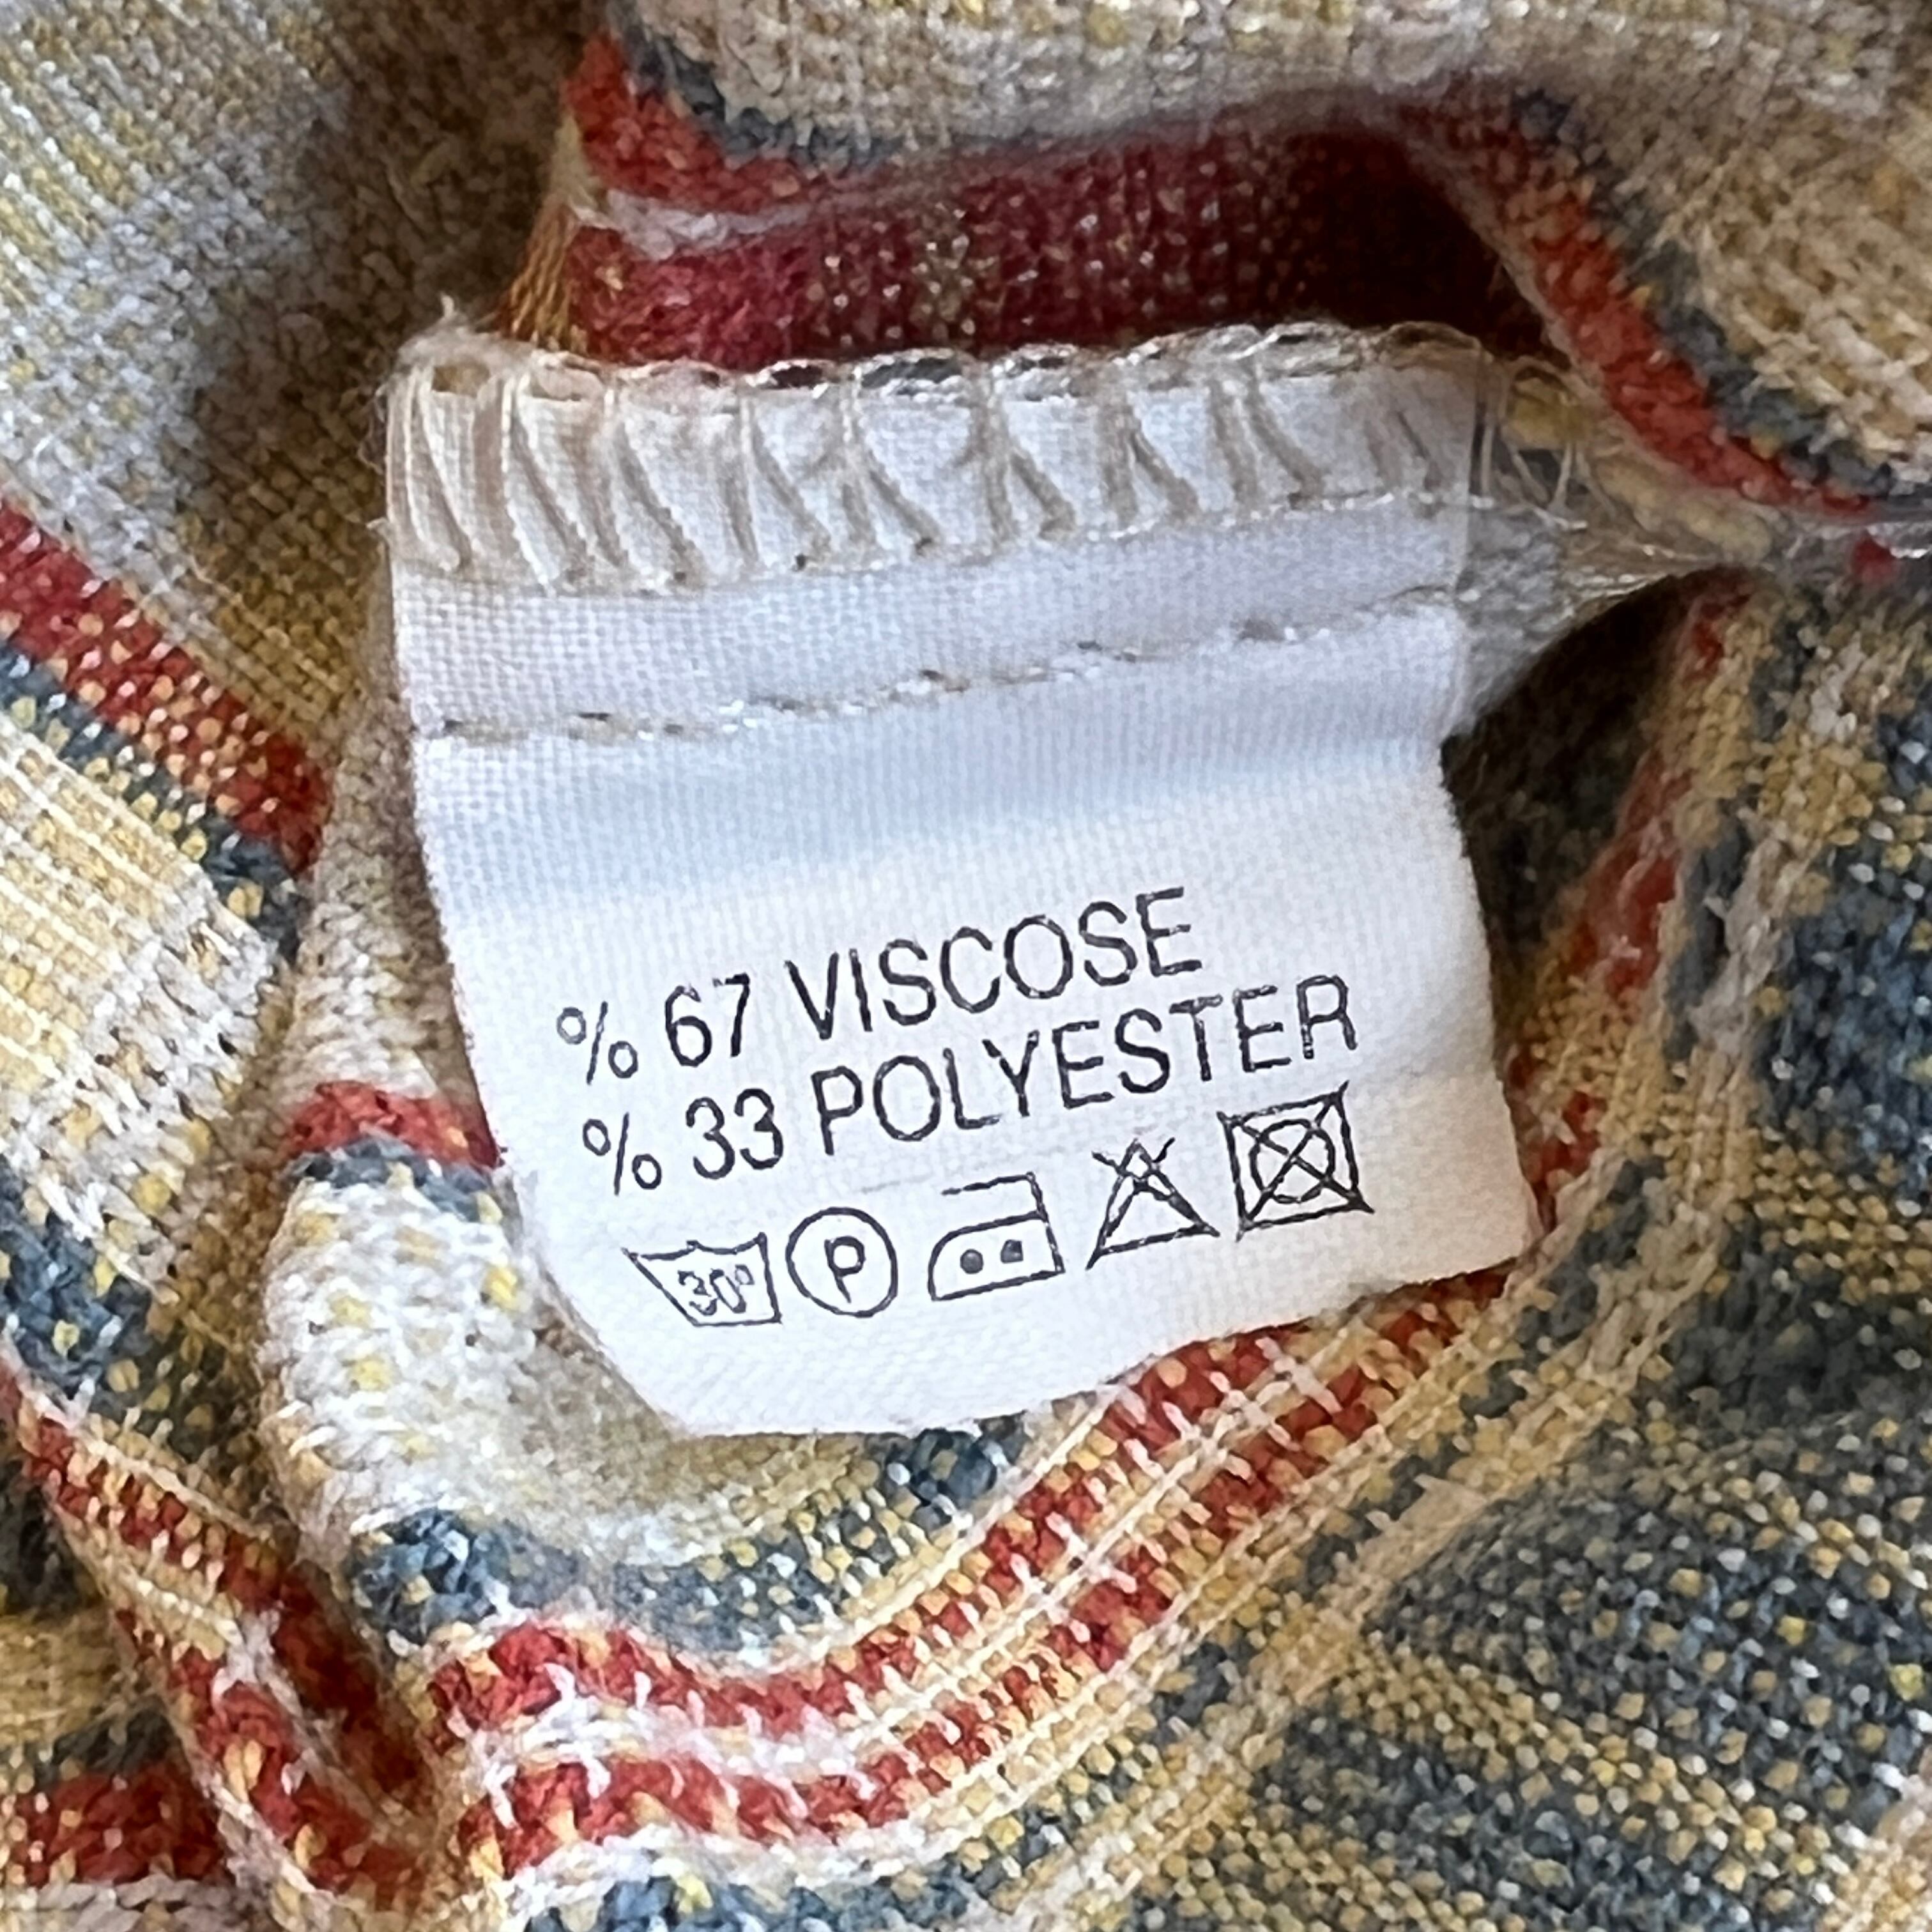 % 67 VISCOSE
% 33 POLYESTER
30° P